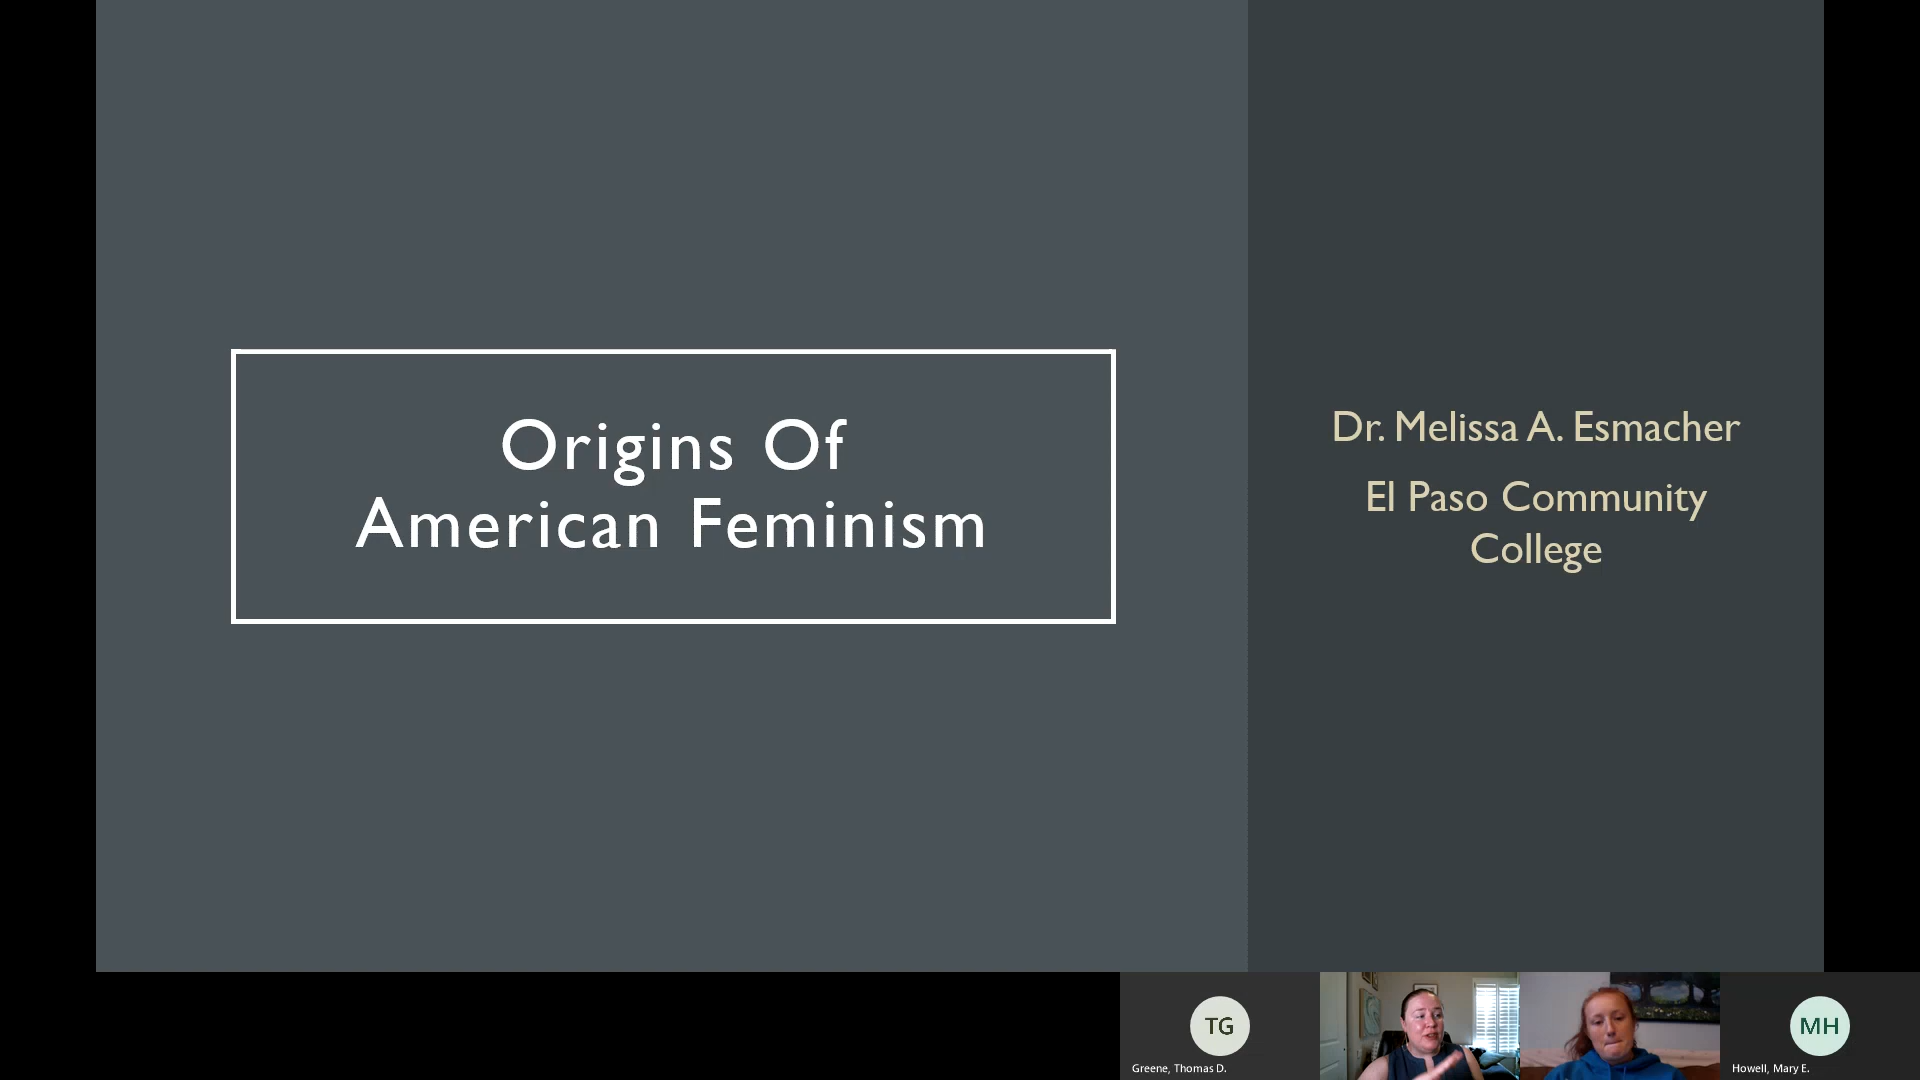 Origins Of
American Feminism
Dr. Melissa A. Esmacher
El Paso Community
College
TG
Greene, Thomas D.
MH
Howell, Mary E.